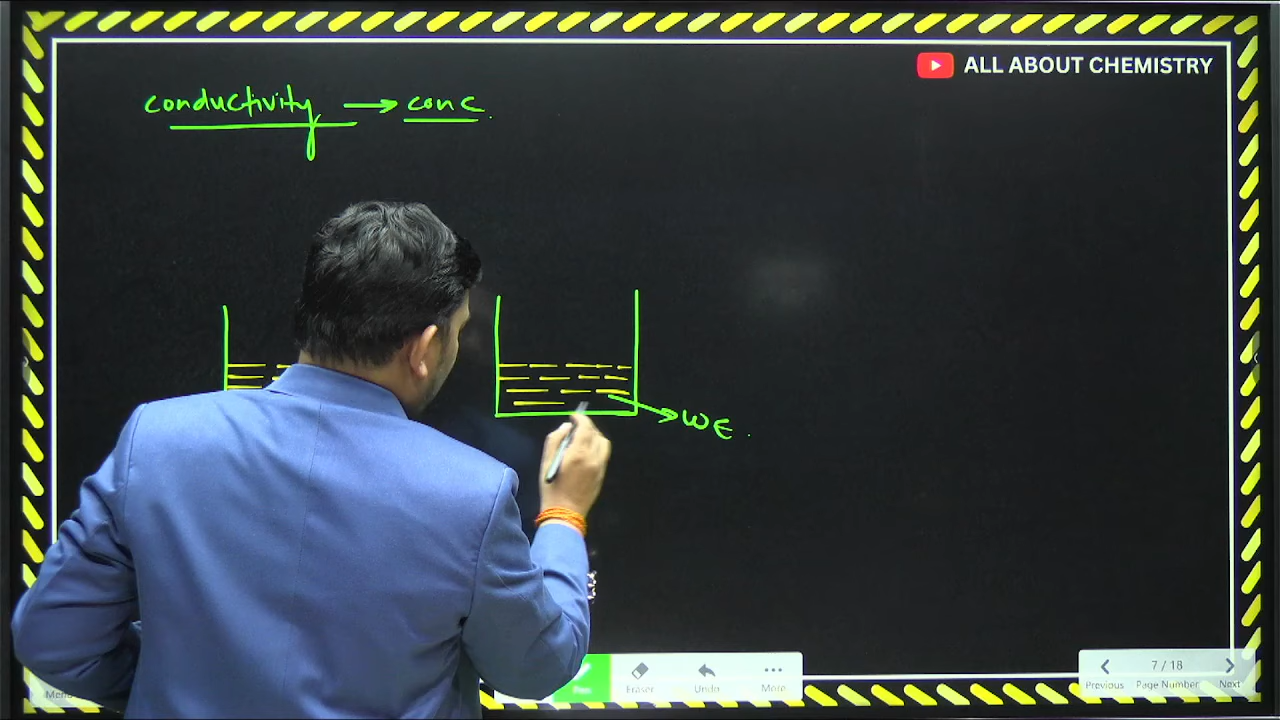 ALL ABOUT CHEMISTRY
conductivity → conc.
WE.
Eraser
Undo
More
7 / 18
Previous Page Number Next